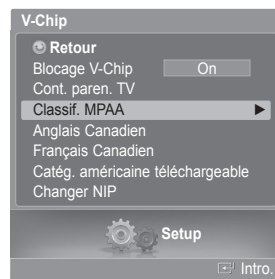 V-Chip
Retour
Blocage V-Chip On
Cont. paren. TV
Classif. MPAA
Anglais Canadien
Français Canadien
Catég. américaine téléchargeable
Changer NIP
Setup
Intro.